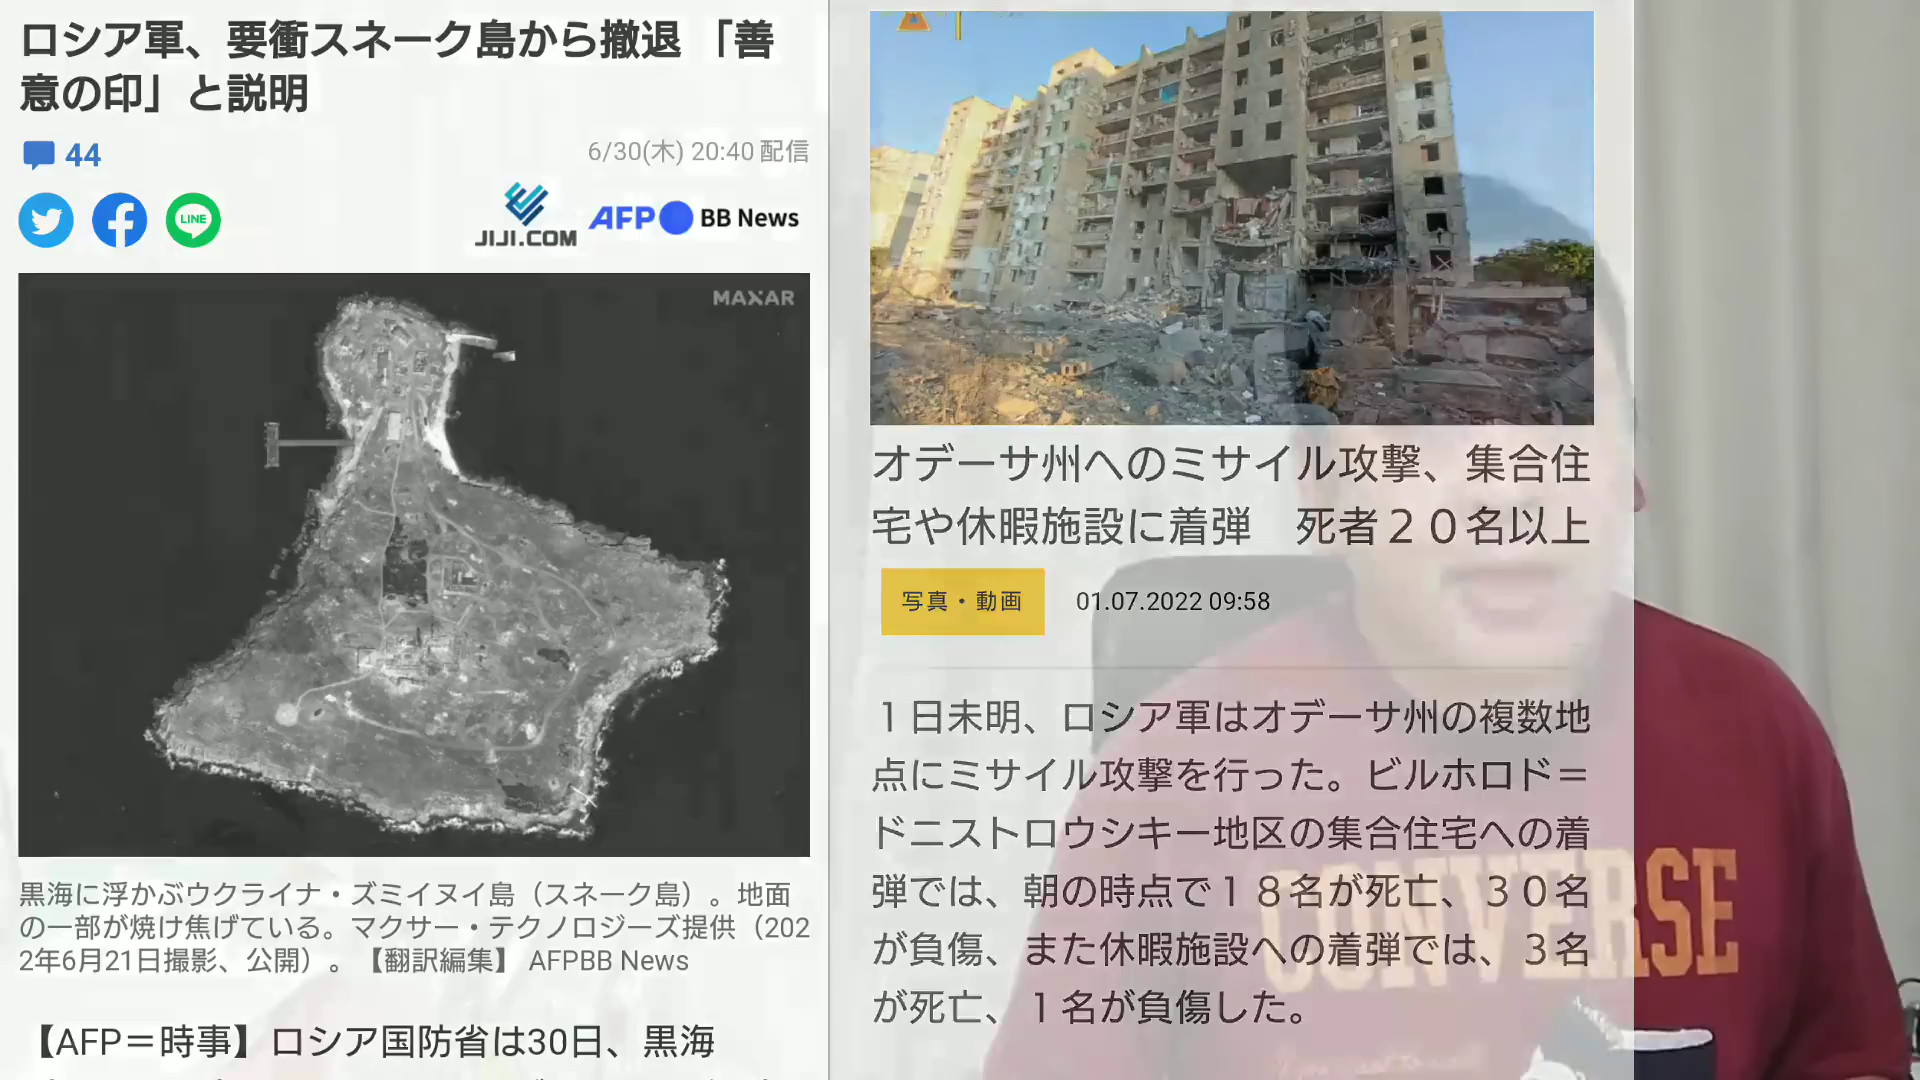 ロシア軍、要衝スネーク島から撤退 「善
意の印」と説明
44
6/30(木) 20:40 配信
LINE
JIJI.COM
AFP BB News
MAXAR
黒海に浮かぶウクライナ・ズミイヌイ島（スネーク島）。地面
の一部が焼け焦げている。マクサー・テクノロジーズ提供（202
2年6月21日撮影、公開）。【翻訳編集】 AFPBB News
【AFP＝時事】ロシア国防省は30日、黒海
オデーサ州へのミサイル攻撃、集合住
宅や休暇施設に着弾　死者２０名以上
写真・動画
01.07.2022 09:58
１日未明、ロシア軍はオデーサ州の複数地
点にミサイル攻撃を行った。ビルホロド＝
ドニストロウシキー地区の集合住宅への着
弾では、朝の時点で１８名が死亡、３０名
が負傷、また休暇施設への着弾では、３名
が死亡、１名が負傷した。
CONVERSE